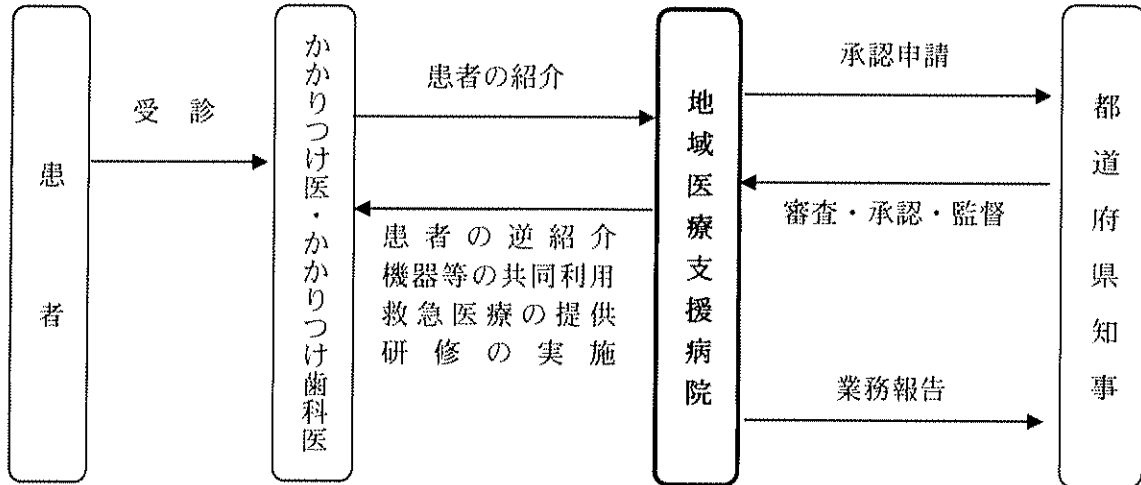 患者
受診
かかりつけ医・かかりつけ歯科医
患者の紹介
患者の逆紹介
機器等の共同利用
救急医療の提供
研修の実施
地域医療支援病院
承認申請
審査・承認・監督
業務報告
都道府県知事